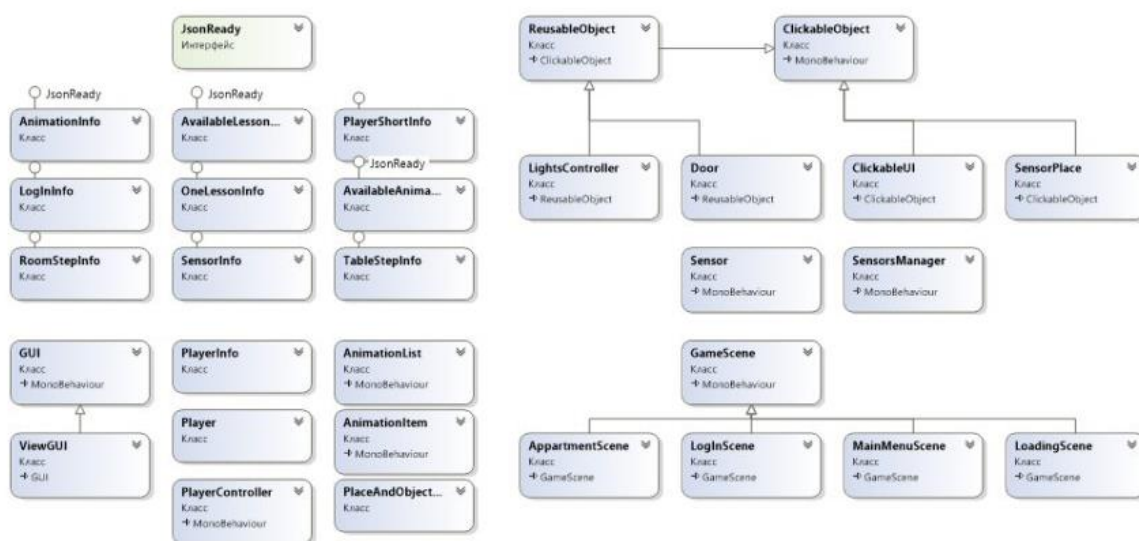 JsonReady
Интерфейс
JsonReady
AnimationInfo
Класс
JsonReady
AvailableLesson...
Класс
PlayerShortInfo
Класс
LogInInfo
Класс
OneLessonInfo
Класс
JsonReady
AvailableAnima...
Класс
RoomStepInfo
Класс
SensorInfo
Класс
TableStepInfo
Класс
GUI
Класс
MonoBehaviour
PlayerInfo
Класс
AnimationList
Класс
MonoBehaviour
ViewGUI
Класс
GUI
Player
Класс
AnimationItem
Класс
MonoBehaviour
PlayerController
Класс
MonoBehaviour
PlaceAndObject...
Класс
ReusableObject
Класс
ClickableObject
ClickableObject
Класс
MonoBehaviour
LightsController
Класс
ReusableObject
Door
Класс
ReusableObject
ClickableUI
Класс
ClickableObject
SensorPlace
Класс
ClickableObject
Sensor
Класс
MonoBehaviour
SensorsManager
Класс
MonoBehaviour
GameScene
Класс
MonoBehaviour
AppartmentScene
Класс
GameScene
LogInScene
Класс
GameScene
MainMenuScene
Класс
GameScene
LoadingScene
Класс
GameScene